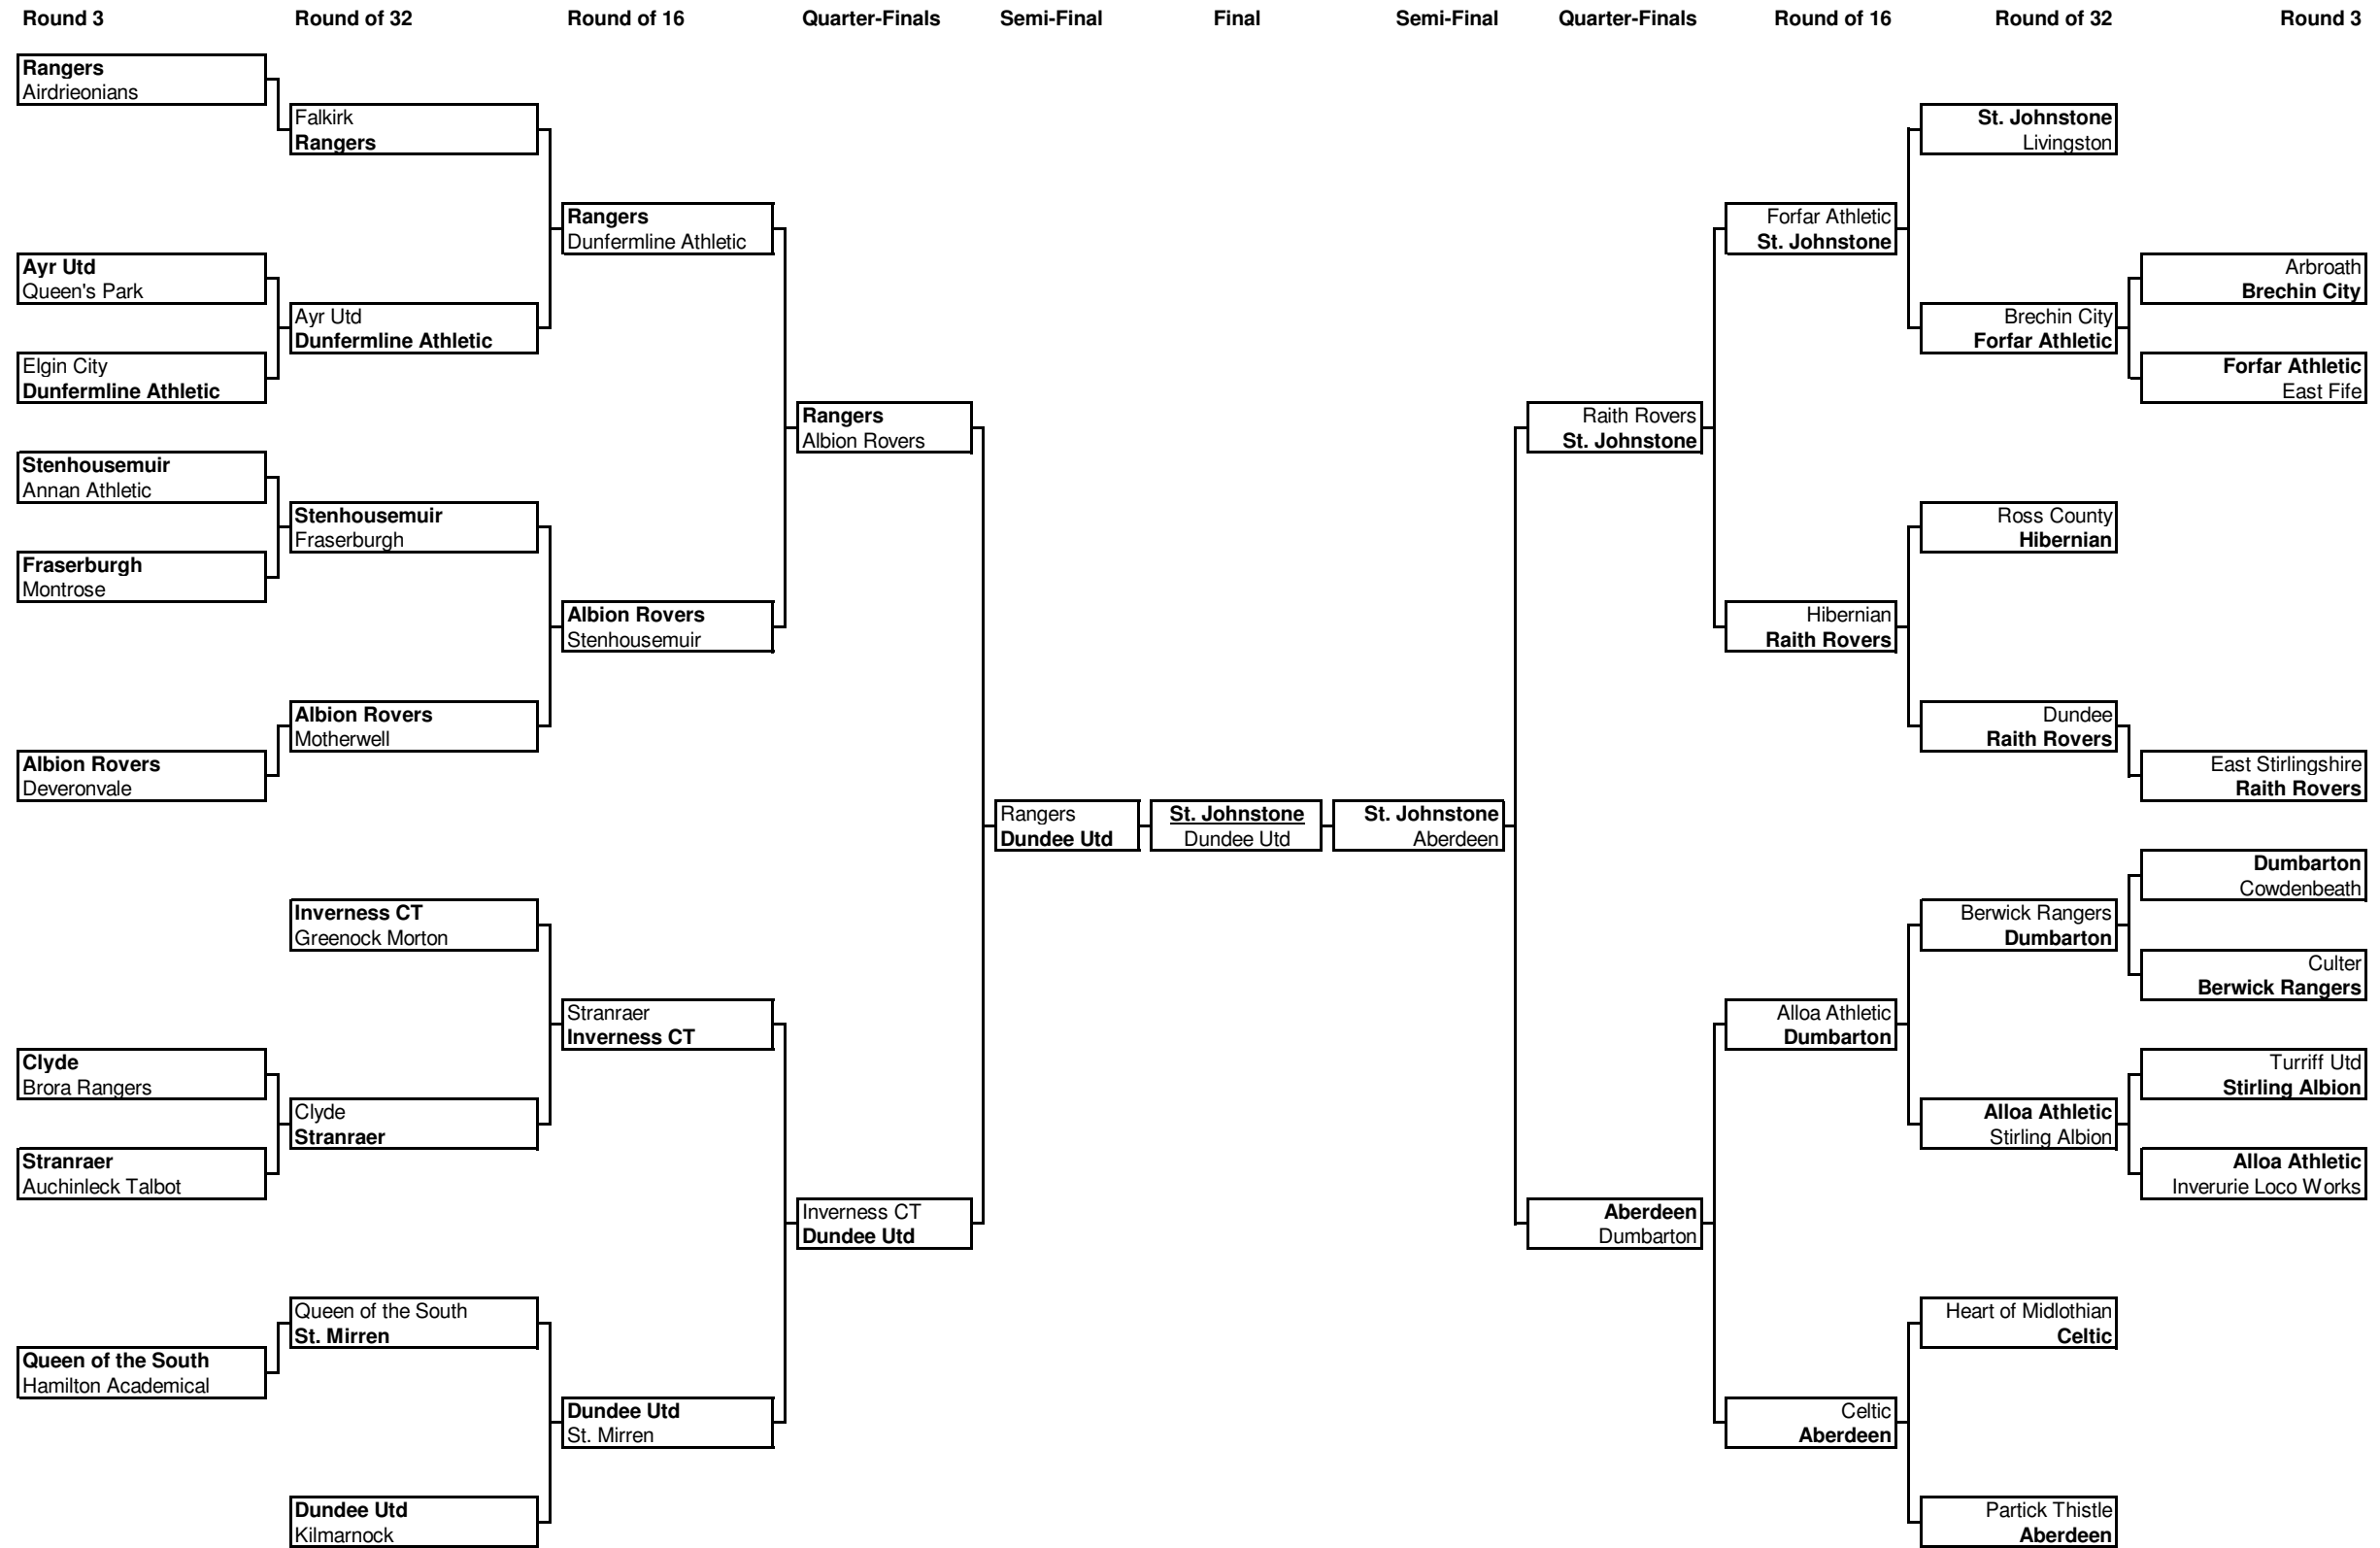 Round 3 Round of 32 Round of 16 Quarter-Finals Semi-Final Final Semi-Final Quarter-Finals Round of 16 Round of 32 Round 3
Rangers
Airdrieonians
Ayr Utd
Queen's Park
Elgin City
Dunfermline Athletic
Stenhousemuir
Annan Athletic
Fraserburgh
Montrose
Albion Rovers
Deveronvale
Clyde
Brora Rangers
Stranraer
Auchinleck Talbot
Queen of the South
Hamilton Academical
Falkirk
Rangers
Ayr Utd
Dunfermline Athletic
Stenhousemuir
Fraserburgh
Albion Rovers
Motherwell
Inverness CT
Greenock Morton
Clyde
Stranraer
Queen of the South
St. Mirren
Dundee Utd
Kilmarnock
Rangers
Dunfermline Athletic
Albion Rovers
Stenhousemuir
Stranraer
Inverness CT
Dundee Utd
St. Mirren
Rangers
Albion Rovers
Inverness CT
Dundee Utd
Rangers
Dundee Utd
St. Johnstone
Dundee Utd
St. Johnstone
Aberdeen
Raith Rovers
St. Johnstone
Aberdeen
Dumbarton
Forfar Athletic
St. Johnstone
Hibernian
Raith Rovers
Alloa Athletic
Dumbarton
Celtic
Aberdeen
St. Johnstone
Livingston
Brechin City
Forfar Athletic
Ross County
Hibernian
Dundee
Raith Rovers
Berwick Rangers
Dumbarton
Alloa Athletic
Stirling Albion
Heart of Midlothian
Celtic
Partick Thistle
Aberdeen
Arbroath
Brechin City
Forfar Athletic
East Fife
East Stirlingshire
Raith Rovers
Dumbarton
Cowdenbeath
Culter
Berwick Rangers
Turriff Utd
Stirling Albion
Alloa Athletic
Inverurie Loco Works